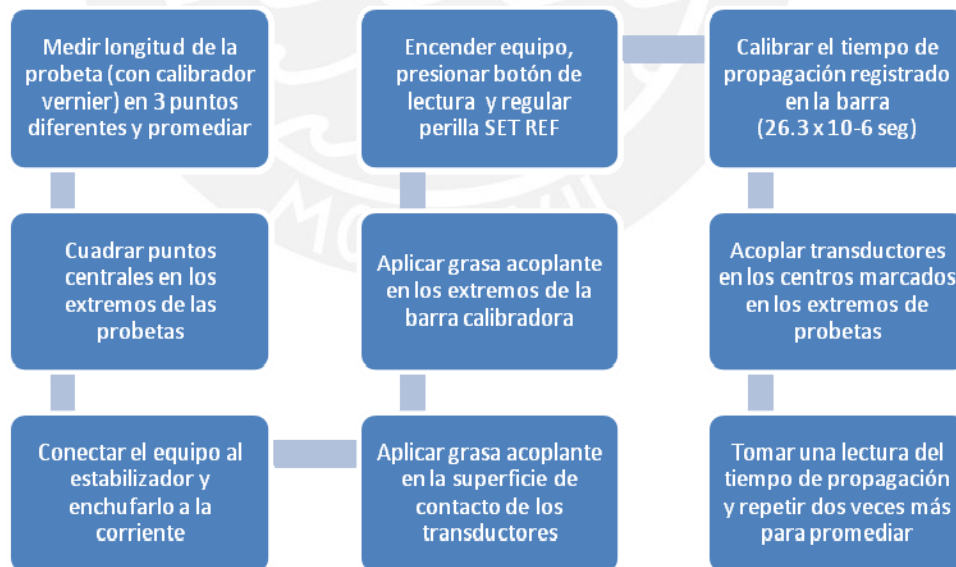 Medir longitud de la
probeta (con calibrador
vernier) en 3 puntos
diferentes y promediar
Cuadrar puntos
centrales en los
extremos de las
probetas
Conectar el equipo al
estabilizador y
enchufarlo a la
corriente
Aplicar grasa acoplante
en la superficie de
contacto de los
transductores
Aplicar grasa acoplante
en los extremos de la
barra calibradora
Encender equipo,
presionar botón de
lectura y regular
perilla SET REF
Calibrar el tiempo de
propagación registrado
en la barra
(26.3 x 10-6 seg)
Acoplar transductores
en los centros marcados
en los extremos de
probetas
Tomar una lectura del
tiempo de propagación
y repetir dos veces más
para promediar